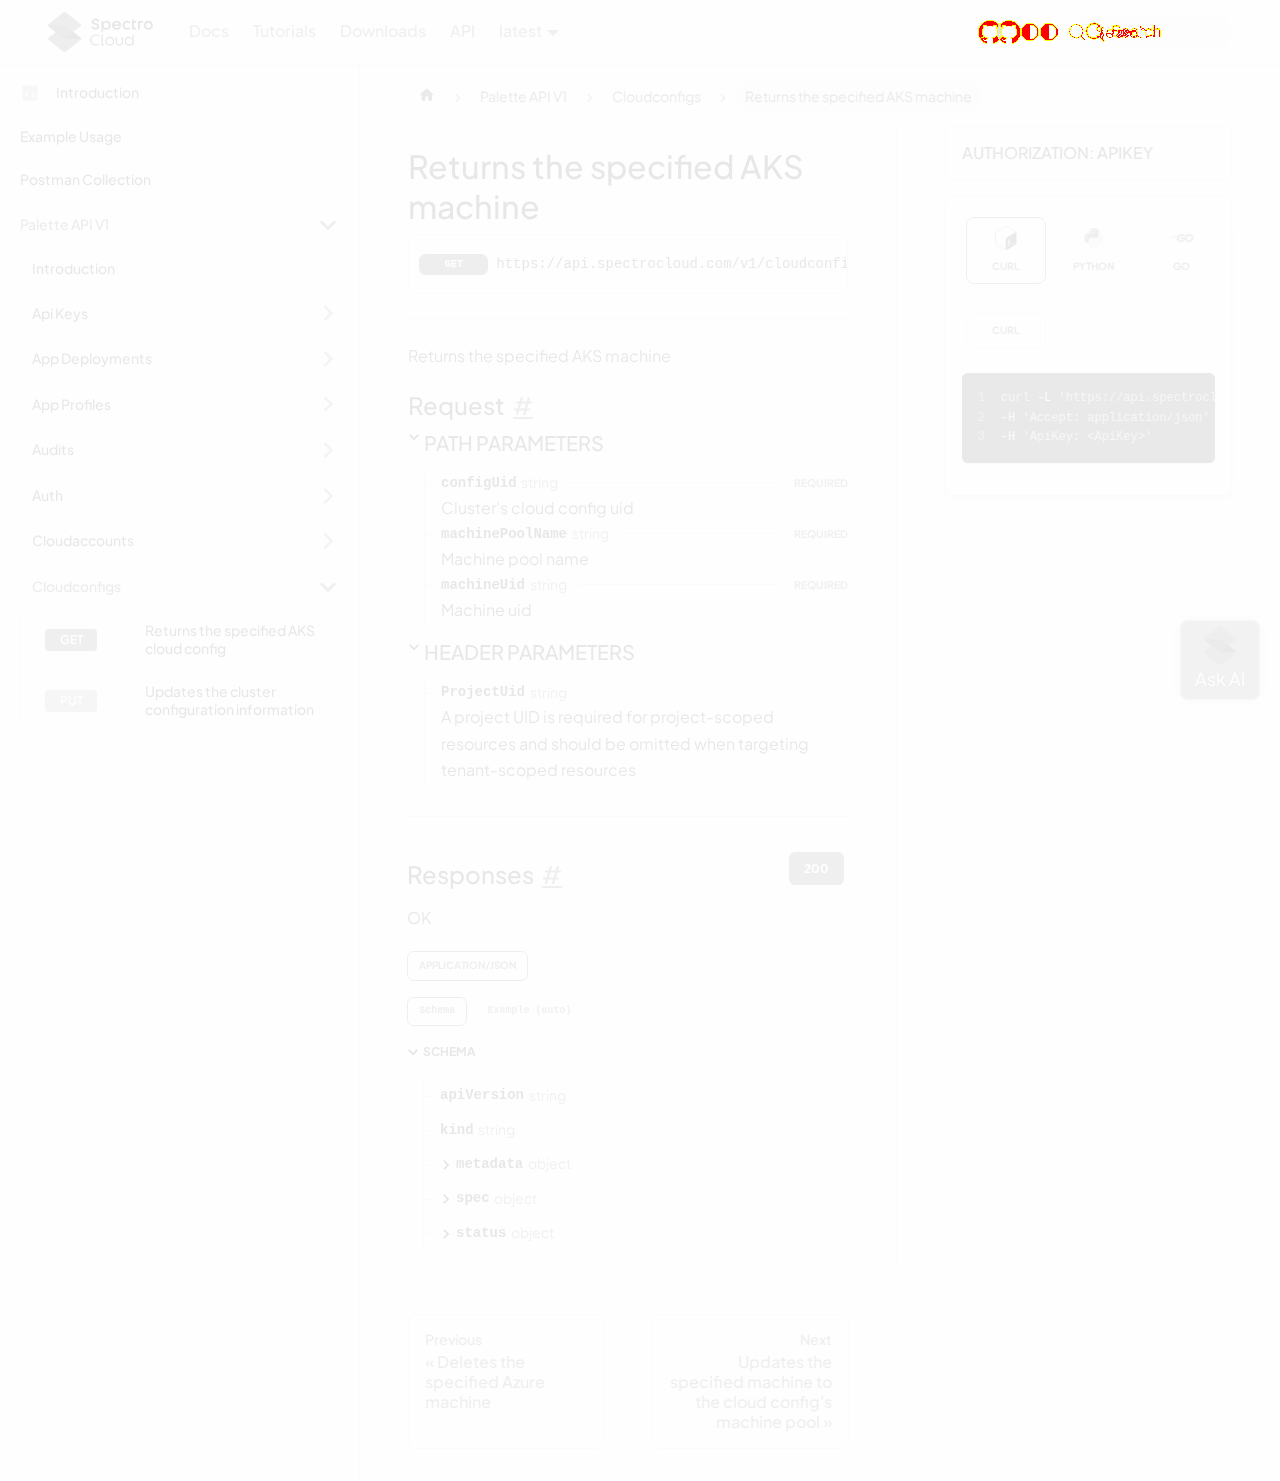 Spectro
Cloud
Docs
Tutorials
Downloads
API
latest
Introduction
Example Usage
Postman Collection
Palette API V1
Introduction
Api Keys
App Deployments
App Profiles
Audits
Auth
Cloudaccounts
Cloudconfigs
GET
Returns the specified AKS
cloud config
PUT
Updates the cluster
configuration information
Palette API V1
Cloudconfigs
Returns the specified AKS machine
Returns the specified AKS
machine
GET
https://api.spectrocloud.com/v1/cloudconfi
Returns the specified AKS machine
Request #
PATH PARAMETERS
configUid string REQUIRED
Cluster's cloud config uid
machinePoolName string REQUIRED
Machine pool name
machineUid string REQUIRED
Machine uid
HEADER PARAMETERS
ProjectUid string
A project UID is required for project-scoped
resources and should be omitted when targeting
tenant-scoped resources
Responses #
200
OK
APPLICATION/JSON
Schema
Example (auto)
SCHEMA
apiVersion string
kind string
metadata object
spec object
status object
Previous
« Deletes the
specified Azure
machine
Next
Updates the
specified machine to
the cloud config's
machine pool »
AUTHORIZATION: APIKEY
CURL
PYTHON
GO
GO
CURL
1 curl -L 'https://api.spectrocl
2 -H 'Accept: application/json'
3 -H 'ApiKey: <ApiKey>'
Ask AI